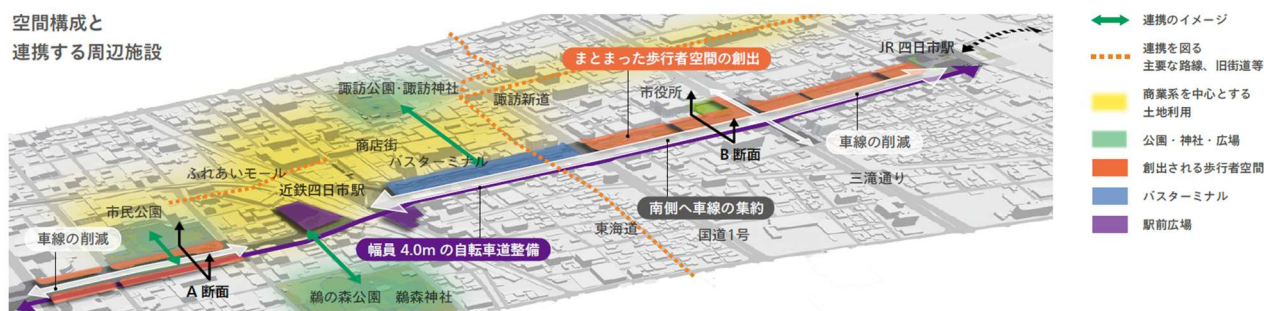 空間構成と
連携する周辺施設
JR 四日市駅
まとまった歩行者空間の創出
諏訪公園・諏訪神社
諏訪新道
市役所
商店街
バスターミナル
B 断面
車線の削減
三滝通り
ふれあいモール
近鉄四日市駅
市民公園
南側へ車線の集約
東海道
国道1号
車線の削減
幅員 4.0m の自転車道整備
A 断面
鵜の森公園 鵜森神社
連携のイメージ
連携を図る
主要な路線、旧街道等
商業系を中心とする
土地利用
公園・神社・広場
創出される歩行者空間
バスターミナル
駅前広場